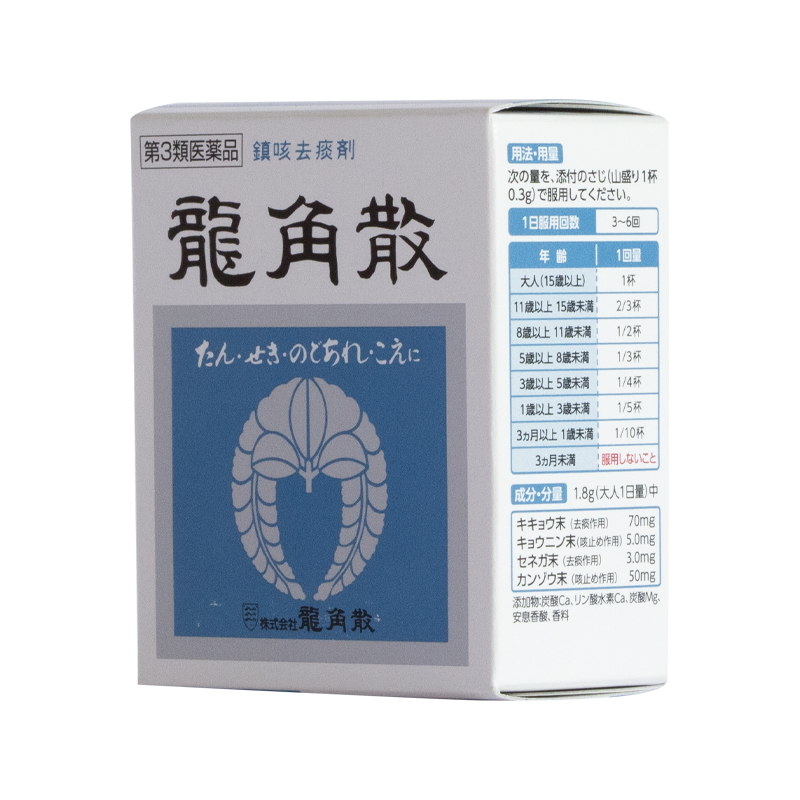 第3類医薬品 鎮咳去痰剤
龍角散
たん・せき・のどあれ・こえに
株式会社 龍角散
用法・用量
次の量を、添付のさじ(山盛り1杯
0.3g)で服用してください。
1日服用回数 3〜6回
年齢 1回量
大人(15歳以上) 1杯
11歳以上 15歳未満 2/3杯
8歳以上 11歳未満 1/2杯
5歳以上 8歳未満 1/3杯
3歳以上 5歳未満 1/4杯
1歳以上 3歳未満 1/5杯
3ヵ月以上 1歳未満 1/10杯
3ヵ月未満 服用しないこと
成分・分量 1.8g(大人1日量)中
キキョウ末(去痰作用) 70mg
キョウニン末(咳止め作用) 5.0mg
セネガ末(去痰作用) 3.0mg
カンゾウ末(咳止め作用) 50mg
添加物:炭酸Ca、リン酸水素Ca、炭酸Mg、
安息香酸、香料